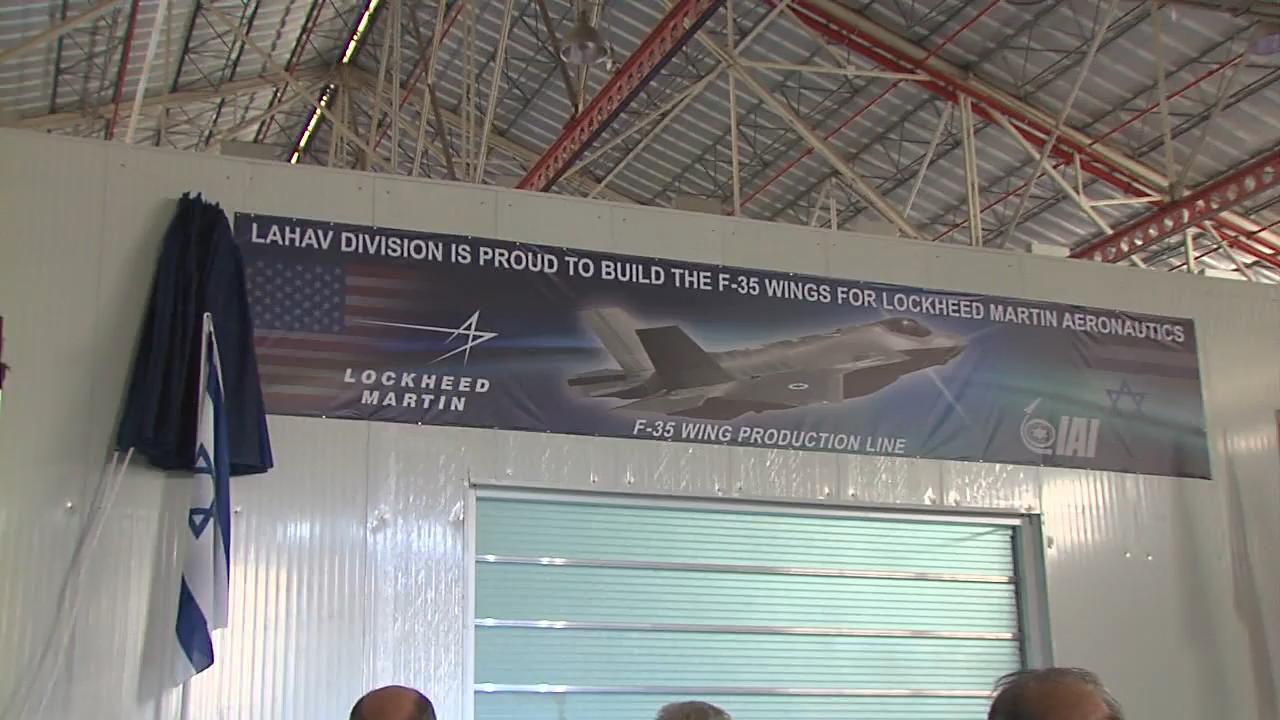 LAHAV DIVISION IS PROUD TO BUILD THE F-35 WINGS FOR LOCKHEED MARTIN AERONAUTICS
LOCKHEED
MARTIN
F-35 WING PRODUCTION LINE
IAI